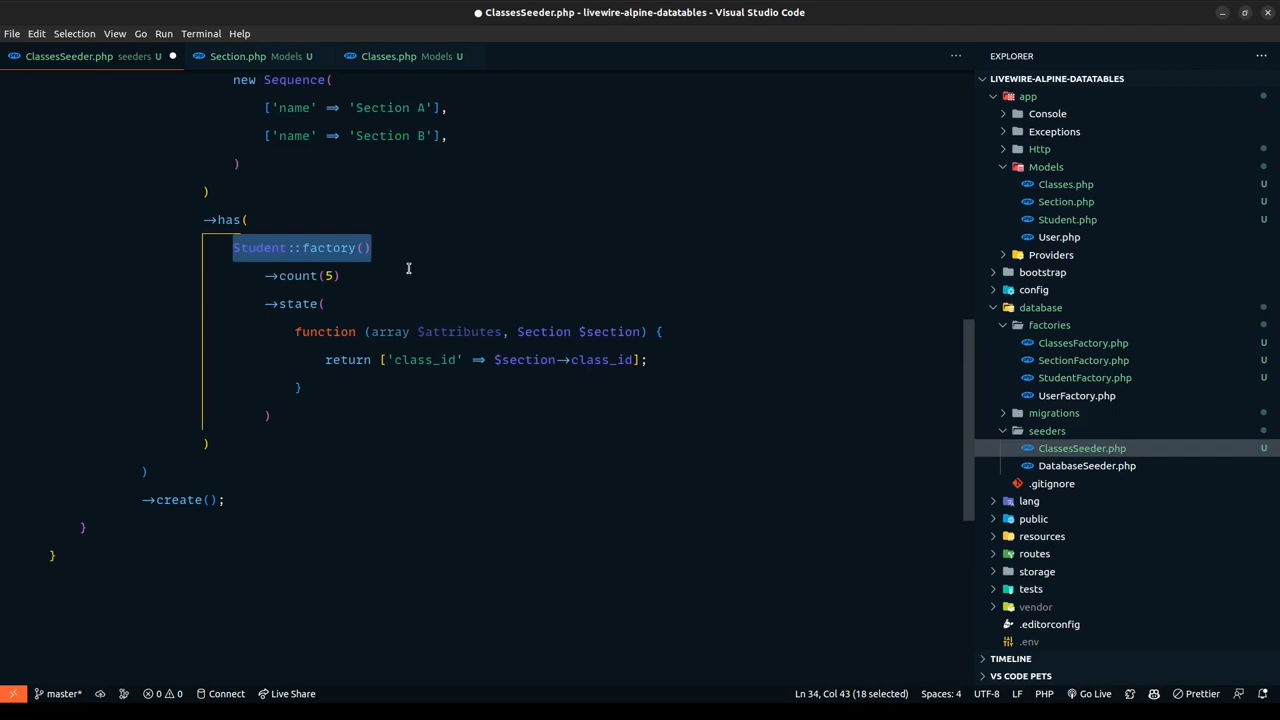 ClassesSeeder.php - livewire-alpine-datatables - Visual Studio Code
File Edit Selection View Go Run Terminal Help
ClassesSeeder.php seeders U
Section.php Models U
Classes.php Models U
new Sequence(
['name' => 'Section A'],
['name' => 'Section B'],
)
)
->has(
Student::factory()
->count(5)
->state(
function (array $attributes, Section $section) {
return ['class_id' => $section->class_id];
}
)
)
)
->create();
}
}
EXPLORER
LIVEWIRE-ALPINE-DATATABLES
app
Console
Exceptions
Http
Models
Classes.php U
Section.php U
Student.php U
User.php
Providers
bootstrap
config
database
factories
ClassesFactory.php U
SectionFactory.php U
StudentFactory.php U
UserFactory.php
migrations
seeders
ClassesSeeder.php U
DatabaseSeeder.php
.gitignore
lang
public
resources
routes
storage
tests
vendor
.editorconfig
.env
TIMELINE
VS CODE PETS
master* 0 0 Connect Live Share Ln 34, Col 43 (18 selected) Spaces: 4 UTF-8 LF PHP Go Live Prettier